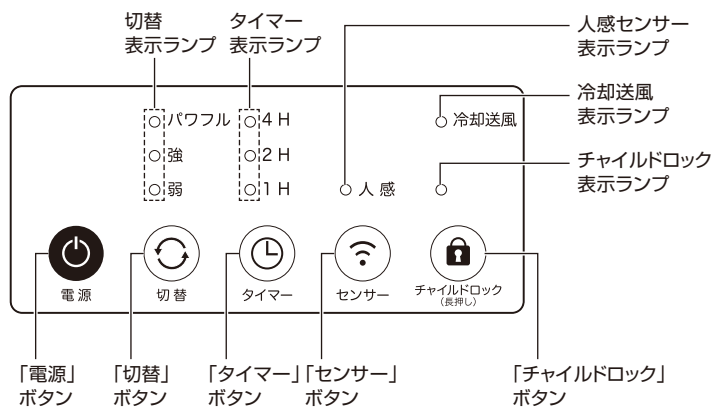 切替
表示ランプ
タイマー
表示ランプ
人感センサー
表示ランプ
冷却送風
表示ランプ
チャイルドロック
表示ランプ
パワフル 4 H 冷却送風
強 2 H
弱 1 H 人感
電源 切替 タイマー センサー チャイルドロック
(長押し)
「電源」
ボタン
「切替」
ボタン
「タイマー」
ボタン
「センサー」
ボタン
「チャイルドロック」
ボタン